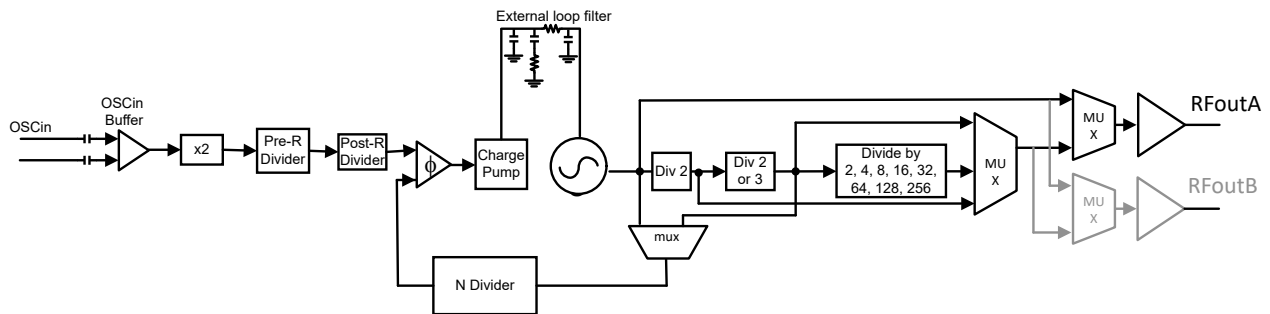 External loop filter
OSCin
OSCin
Buffer
x2
Pre-R
Divider
Post-R
Divider
ϕ
Charge
Pump
Div 2
Div 2
or 3
Divide by
2, 4, 8, 16, 32,
64, 128, 256
MU
X
MU
X
RFoutA
MU
X
RFoutB
mux
N Divider